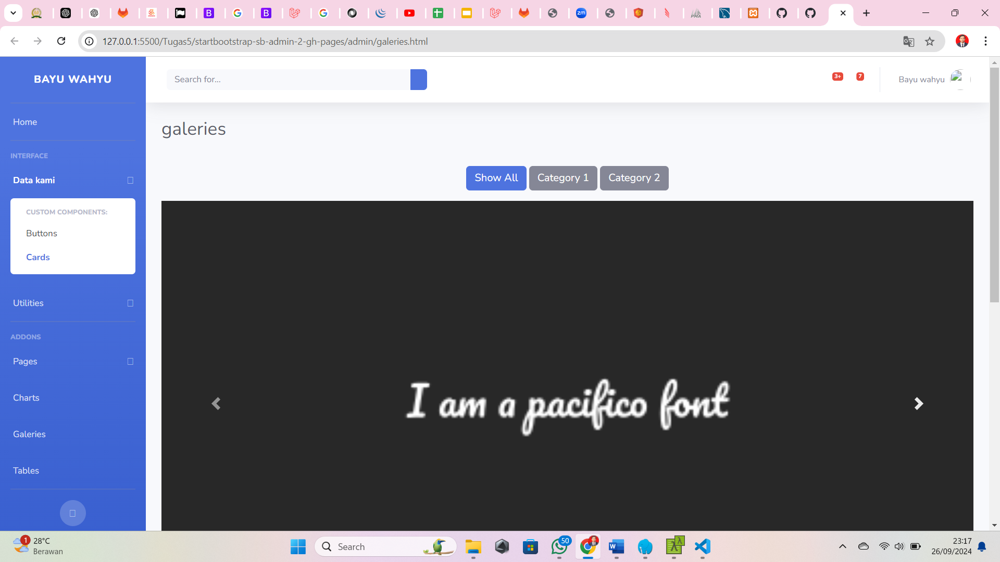 127.0.0.1:5500/Tugas5/startbootstrap-sb-admin-2-gh-pages/admin/galeries.html
BAYU WAHYU
Search for...
3+
7
Bayu wahyu
Home
galeries
INTERFACE
Data kami
Show All
Category 1
Category 2
CUSTOM COMPONENTS:
Buttons
Cards
Utilities
ADDONS
Pages
I am a pacifico font
Charts
Galeries
Tables
1
28°C
Berawan
Search
50
23:17
26/09/2024
zm
PMA